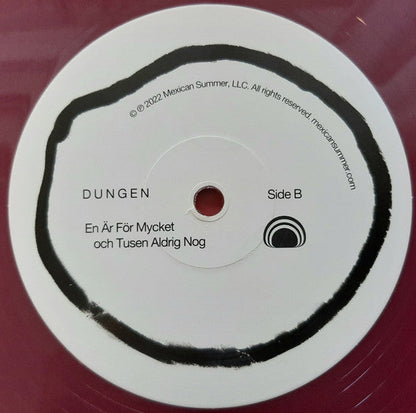 © ℗ 2022 Mexican Summer, LLC. All rights reserved. mexicansummer.com
DUNGEN
Side B
En Är För Mycket
och Tusen Aldrig Nog